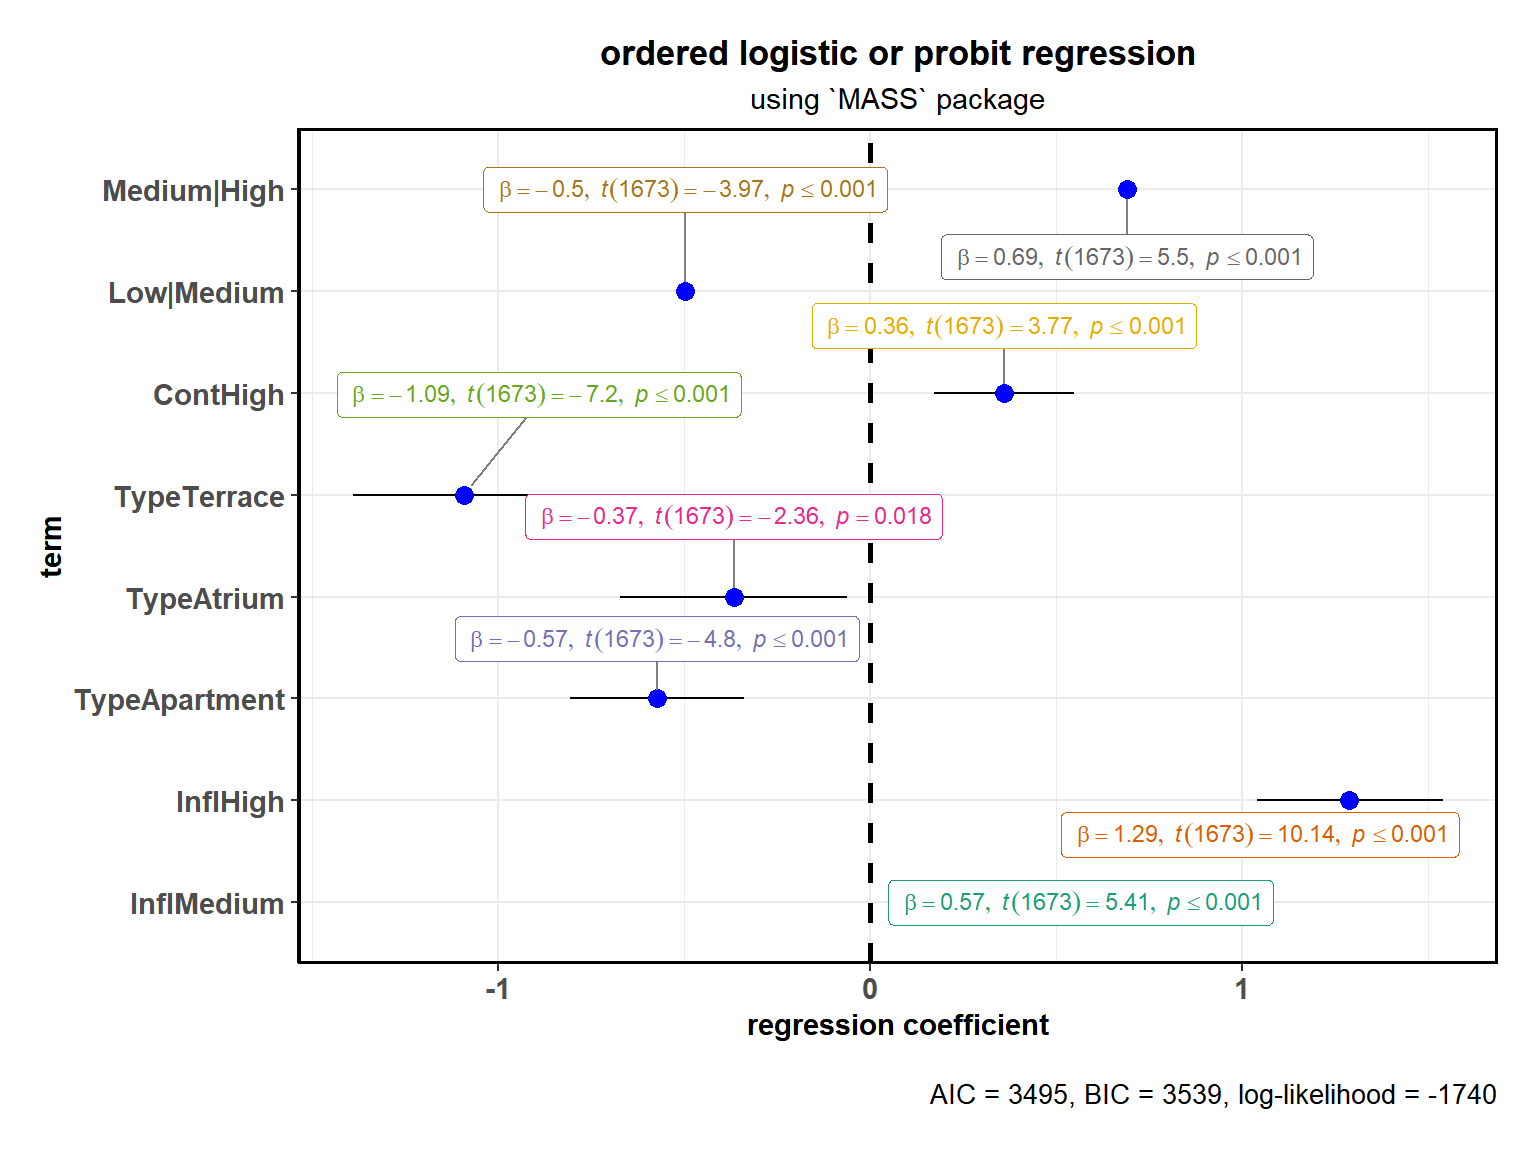 ordered logistic or probit regression
using `MASS` package
Medium|High
β = −0.5, t(1673) = −3.97, p ≤ 0.001
β = 0.69, t(1673) = 5.5, p ≤ 0.001
Low|Medium
β = 0.36, t(1673) = 3.77, p ≤ 0.001
ContHigh
β = −1.09, t(1673) = −7.2, p ≤ 0.001
TypeTerrace
β = −0.37, t(1673) = −2.36, p = 0.018
term
TypeAtrium
β = −0.57, t(1673) = −4.8, p ≤ 0.001
TypeApartment
InflHigh
β = 1.29, t(1673) = 10.14, p ≤ 0.001
InflMedium
β = 0.57, t(1673) = 5.41, p ≤ 0.001
-1 0 1
regression coefficient
AIC = 3495, BIC = 3539, log-likelihood = -1740